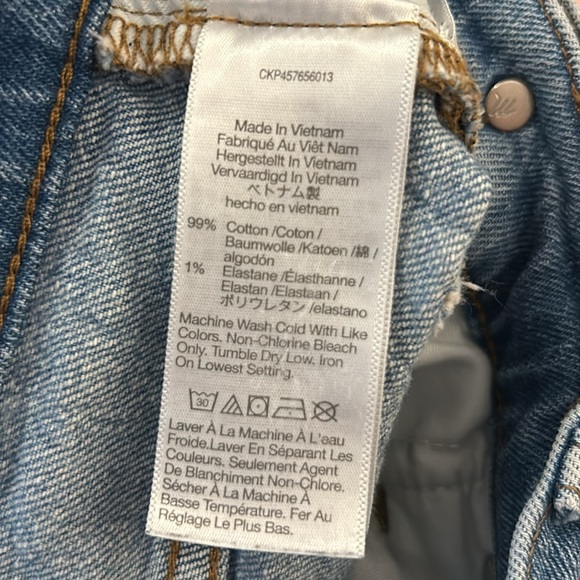 CKP457656013
Made In Vietnam
Fabriqué Au Viêt Nam
Hergestellt In Vietnam
Vervaardigd In Vietnam
ベトナム製
hecho en vietnam
99% Cotton /Coton /
Baumwolle /Katoen /綿 /
algodón
1% Elastane /Élasthanne /
Elastan /Elastaan /
ポリウレタン /elastano
Machine Wash Cold With Like
Colors. Non-Chlorine Bleach
Only. Tumble Dry Low. Iron
On Lowest Setting.
30
Laver À La Machine À L'eau
Froide.Laver En Séparant Les
Couleurs. Seulement Agent
De Blanchiment Non-Chlore.
Sécher À La Machine À
Basse Température. Fer Au
Réglage Le Plus Bas.